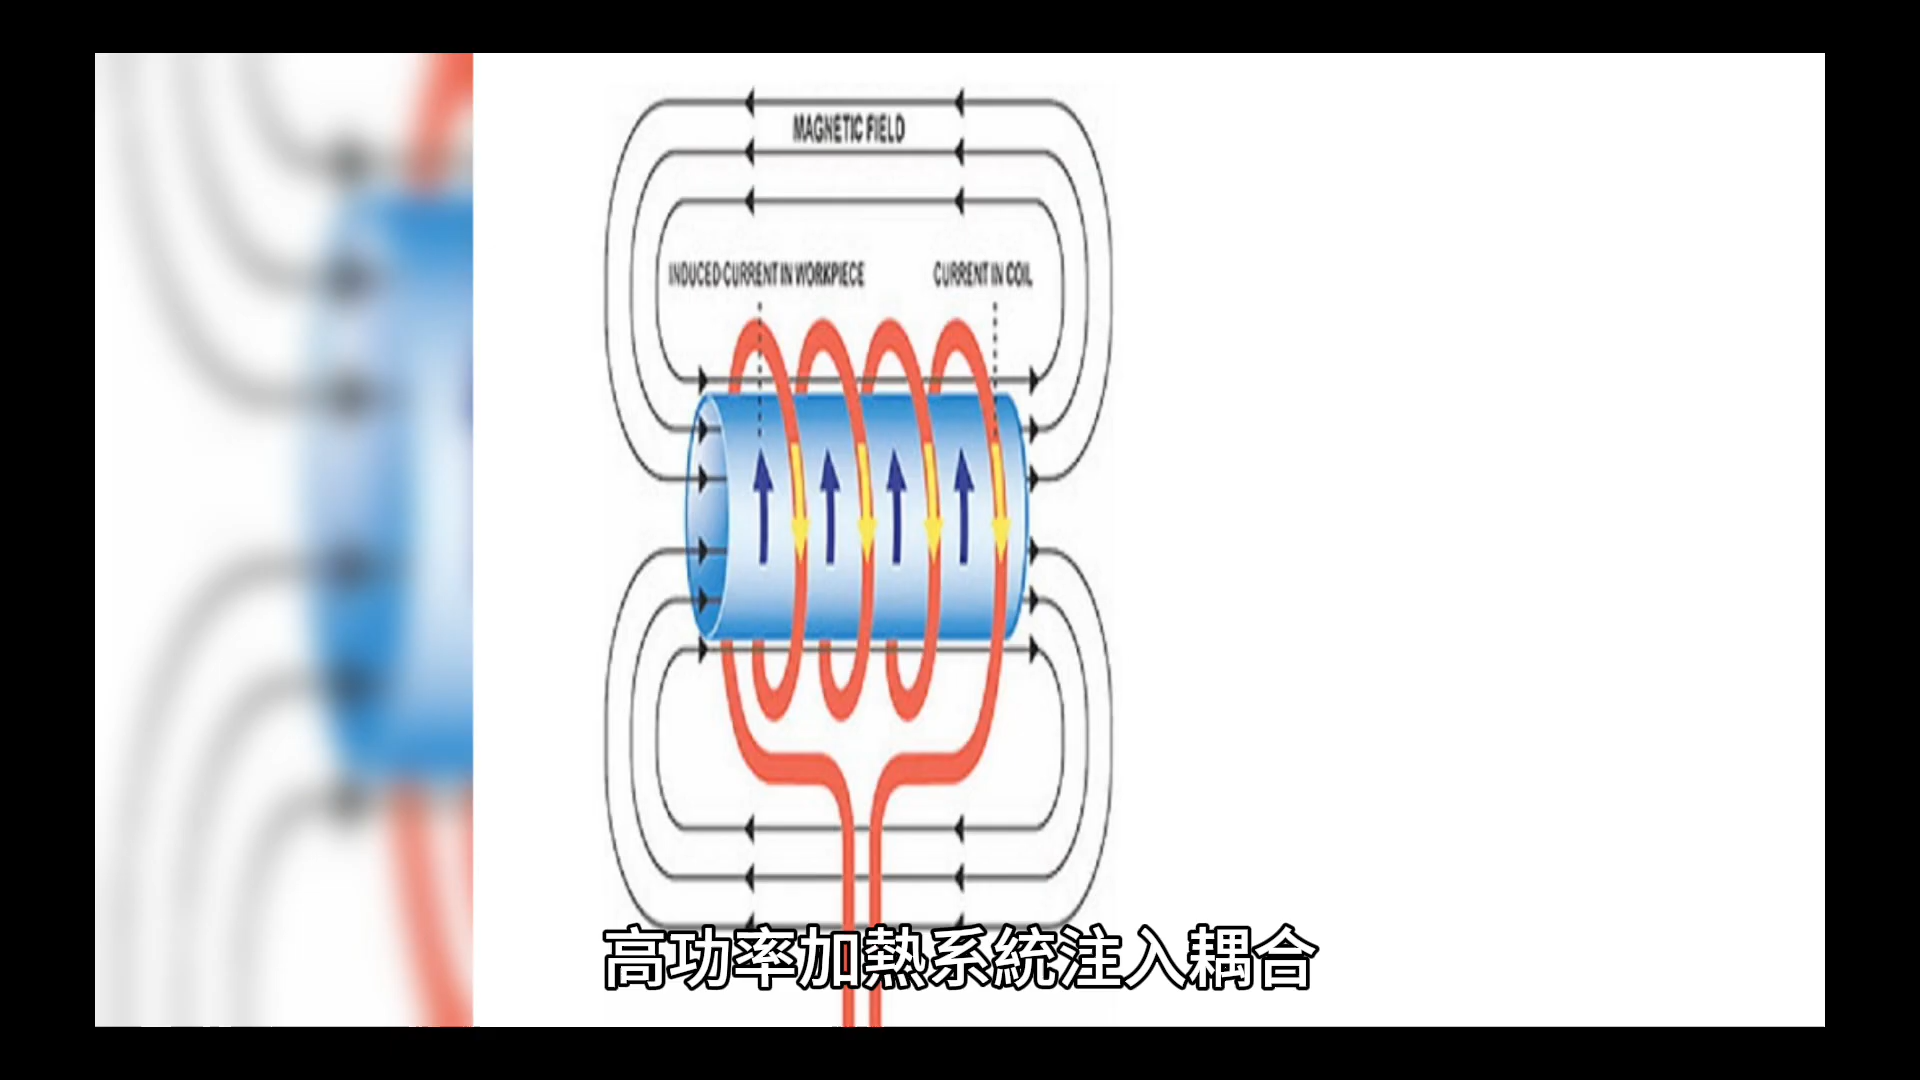 MAGNETIC FIELD
INDUCED CURRENT IN WORKPIECE
CURRENT IN COIL
高功率加熱系統注入耦合